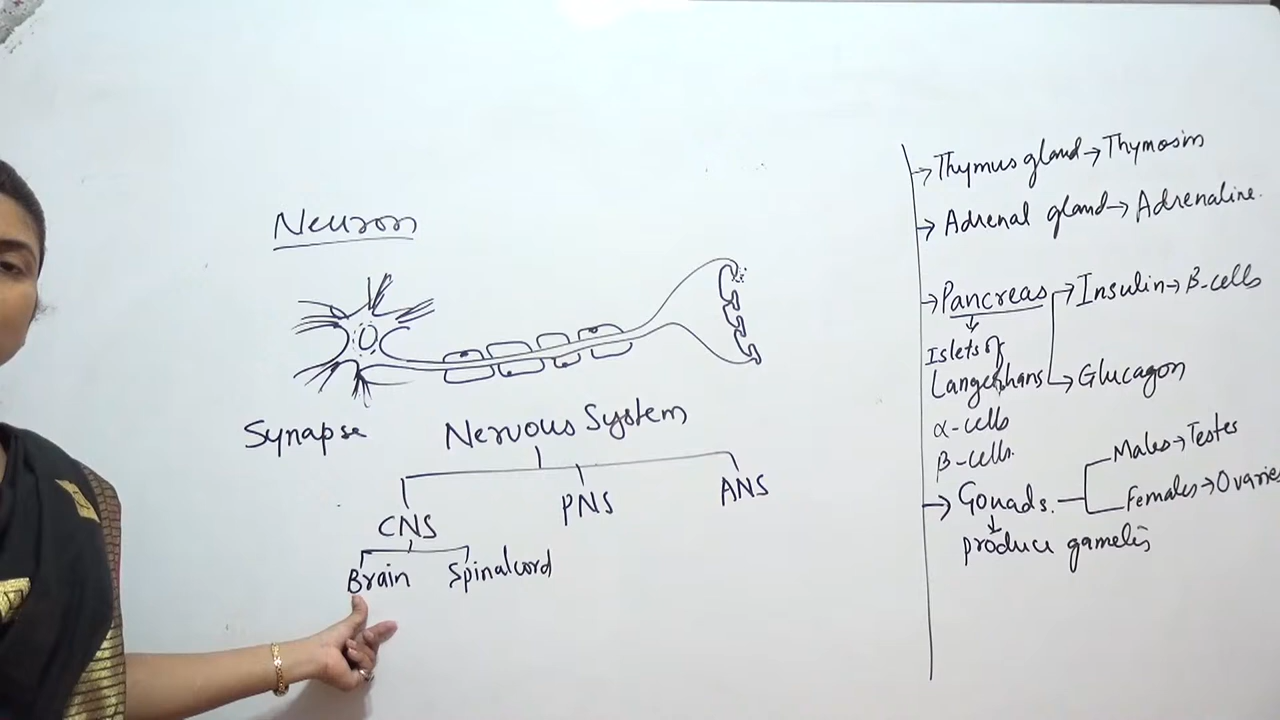 Neuron
Synapse
Nervous System
CNS
PNS
ANS
Brain
Spinalcord
→ Thymus gland → Thymosin
→ Adrenal gland → Adrenaline.
→ Pancreas → Insulin → β-cells
Islets of
Langerhans → Glucagon
α-cells
β-cells.
→ Gonads. Males → Testes
Females → Ovaries
produce gametes